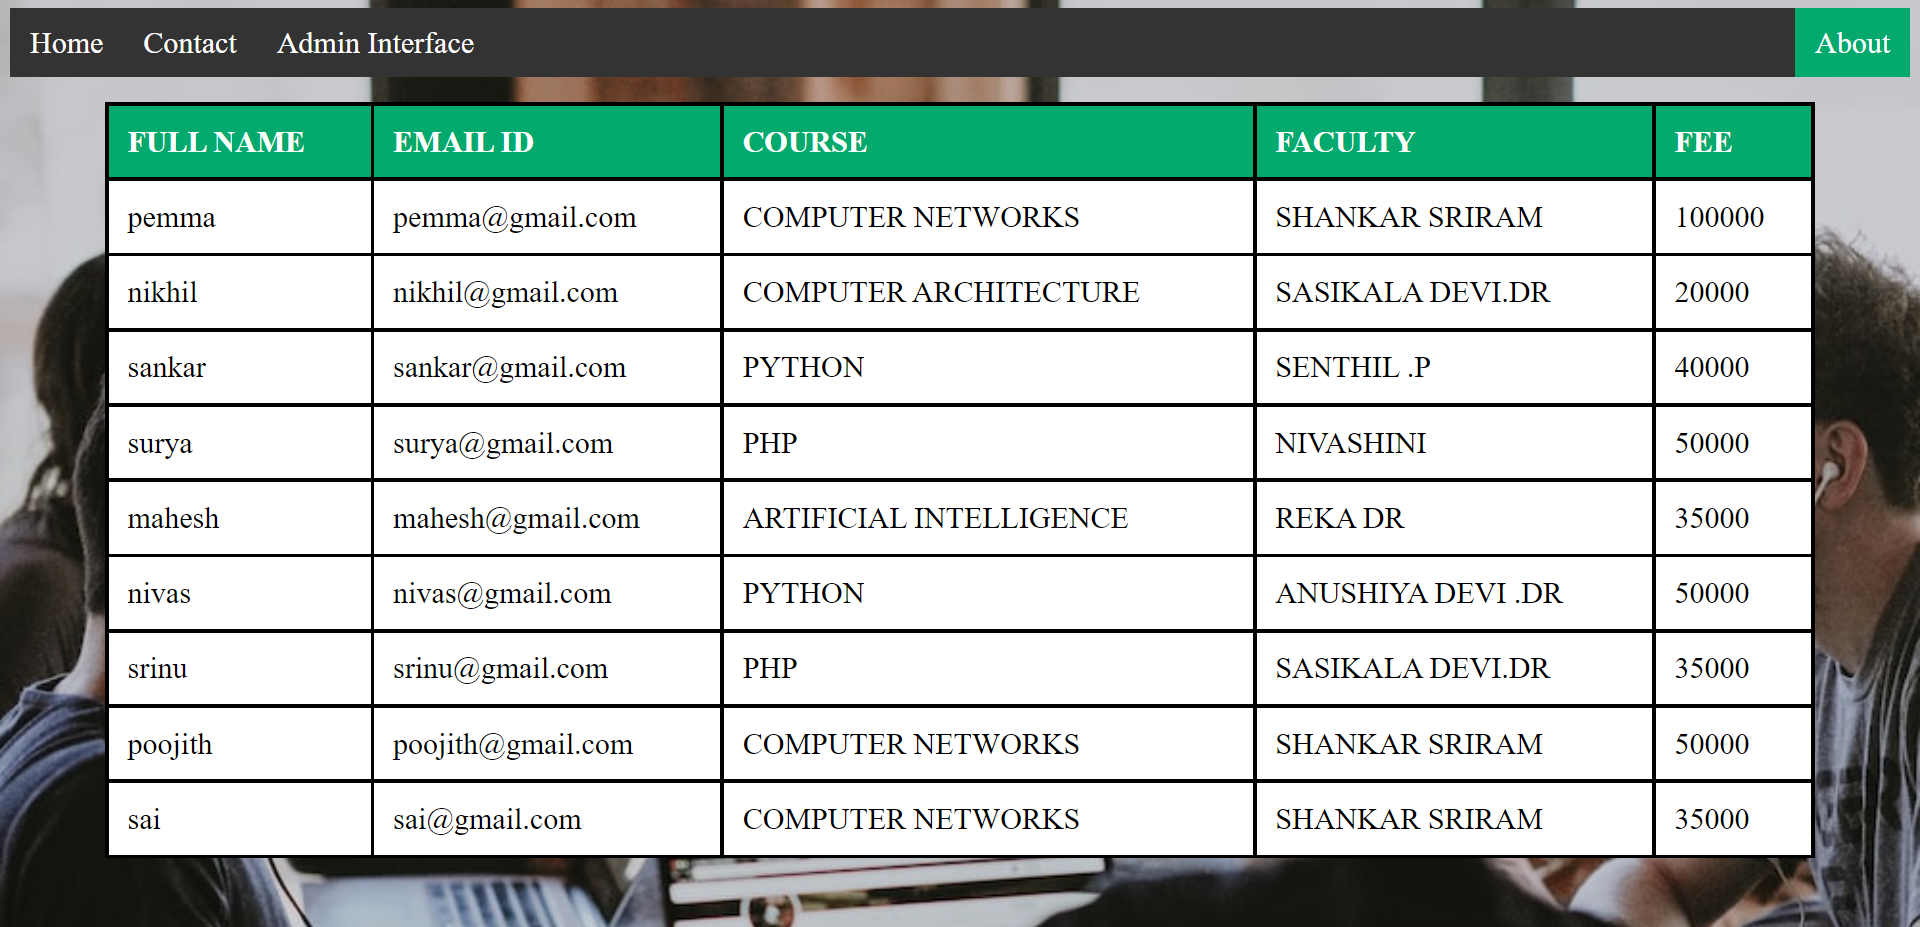 Home Contact Admin Interface About
FULL NAME EMAIL ID COURSE FACULTY FEE
pemma pemma@gmail.com COMPUTER NETWORKS SHANKAR SRIRAM 100000
nikhil nikhil@gmail.com COMPUTER ARCHITECTURE SASIKALA DEVI.DR 20000
sankar sankar@gmail.com PYTHON SENTHIL .P 40000
surya surya@gmail.com PHP NIVASHINI 50000
mahesh mahesh@gmail.com ARTIFICIAL INTELLIGENCE REKA DR 35000
nivas nivas@gmail.com PYTHON ANUSHIYA DEVI .DR 50000
srinu srinu@gmail.com PHP SASIKALA DEVI.DR 35000
poojith poojith@gmail.com COMPUTER NETWORKS SHANKAR SRIRAM 50000
sai sai@gmail.com COMPUTER NETWORKS SHANKAR SRIRAM 35000